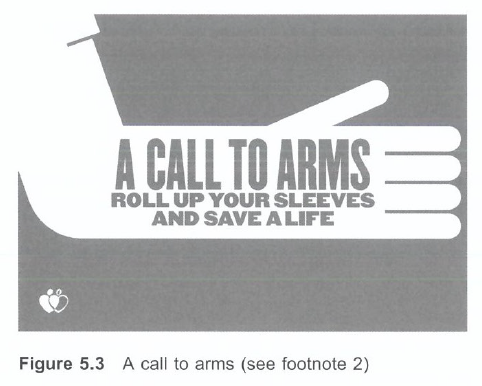 A CALL TO ARMS
ROLL UP YOUR SLEEVES
AND SAVE A LIFE
Figure 5.3 A call to arms (see footnote 2)